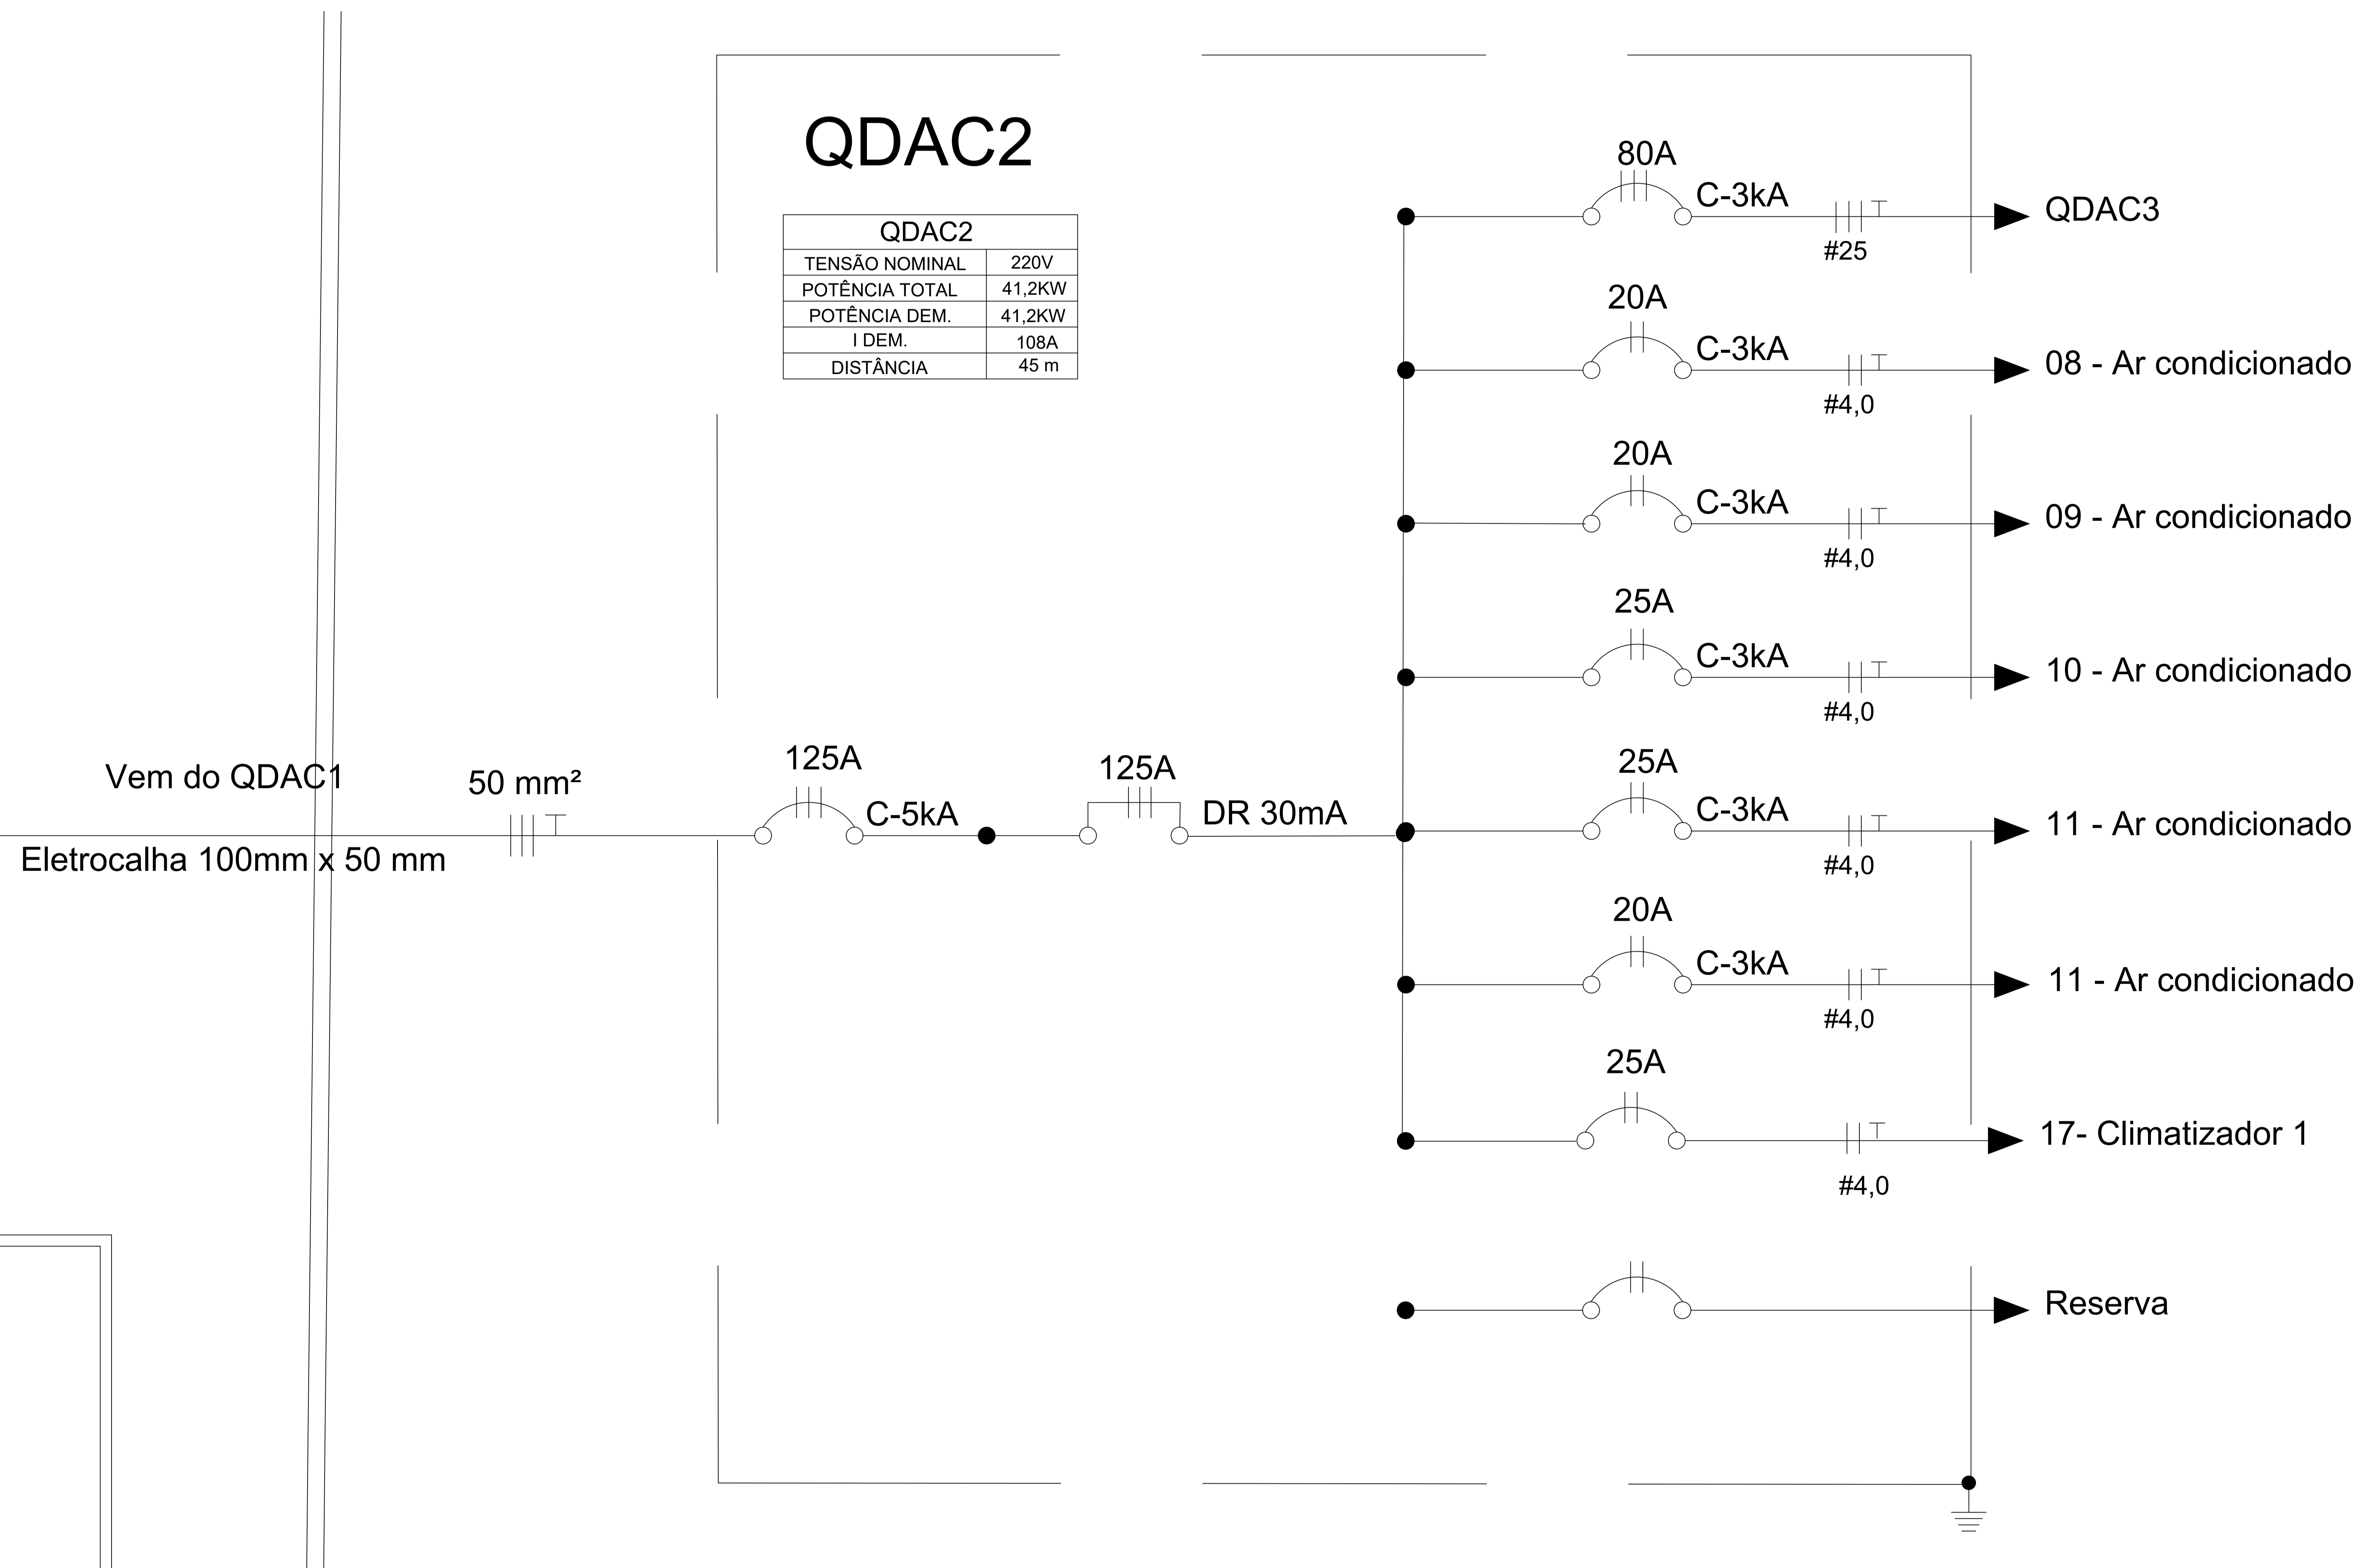 QDAC2
QDAC2
TENSÃO NOMINAL 220V
POTÊNCIA TOTAL 41,2KW
POTÊNCIA DEM. 41,2KW
I DEM. 108A
DISTÂNCIA 45 m
Vem do QDAC1
Eletrocalha 100mm x 50 mm
50 mm²
125A
C-5kA
125A
DR 30mA
80A
C-3kA
#25
QDAC3
20A
C-3kA
#4,0
08 - Ar condicionado
20A
C-3kA
#4,0
09 - Ar condicionado
25A
C-3kA
#4,0
10 - Ar condicionado
25A
C-3kA
#4,0
11 - Ar condicionado
20A
C-3kA
#4,0
11 - Ar condicionado
25A
#4,0
17- Climatizador 1
Reserva